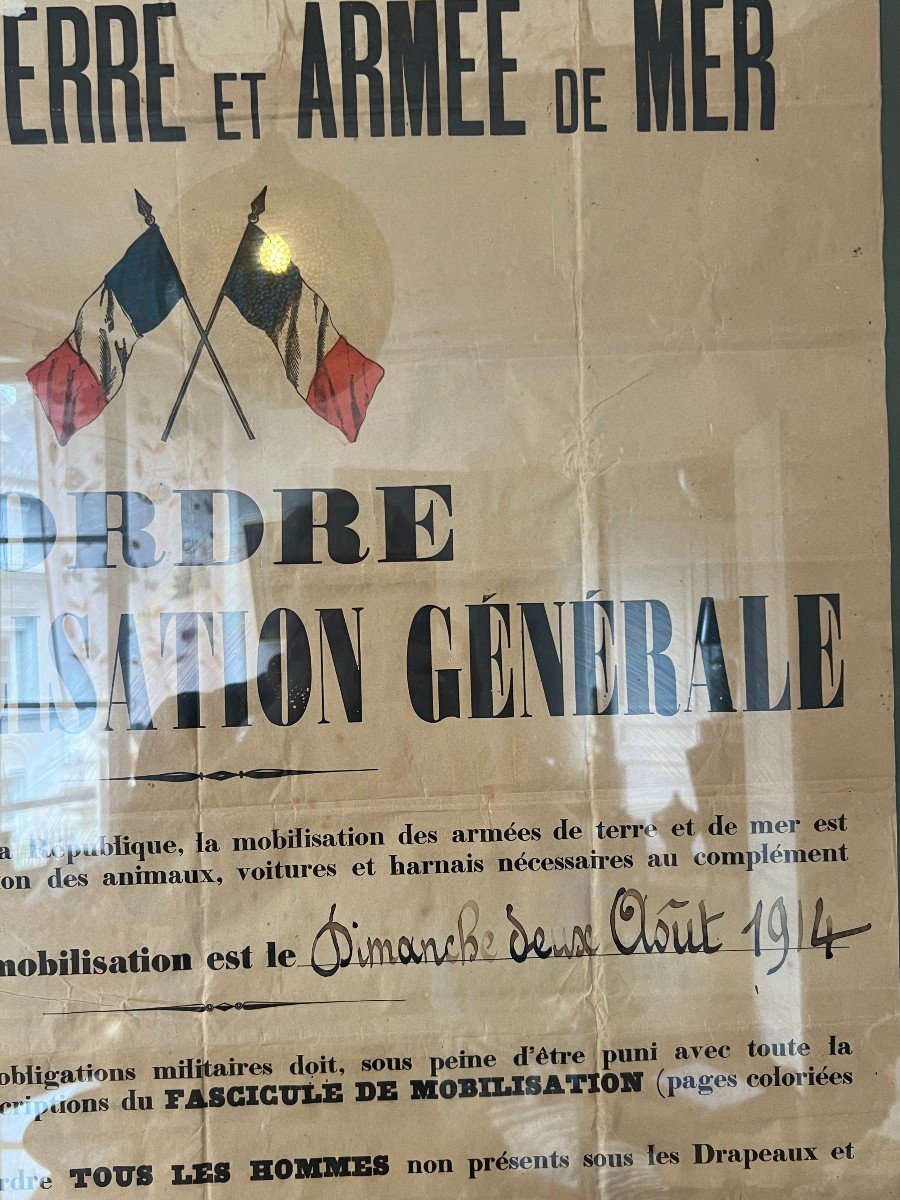 ERRE ET ARMÉE DE MER
ORDRE
ISATION GÉNÉRALE
a République, la mobilisation des armées de terre et de mer est
on des animaux, voitures et harnais nécessaires au complément
mobilisation est le Dimanche deux Août 1914
obligations militaires doit, sous peine d'être puni avec toute la
criptions du FASCICULE DE MOBILISATION (pages coloriées
rdre TOUS LES HOMMES non présents sous les Drapeaux et